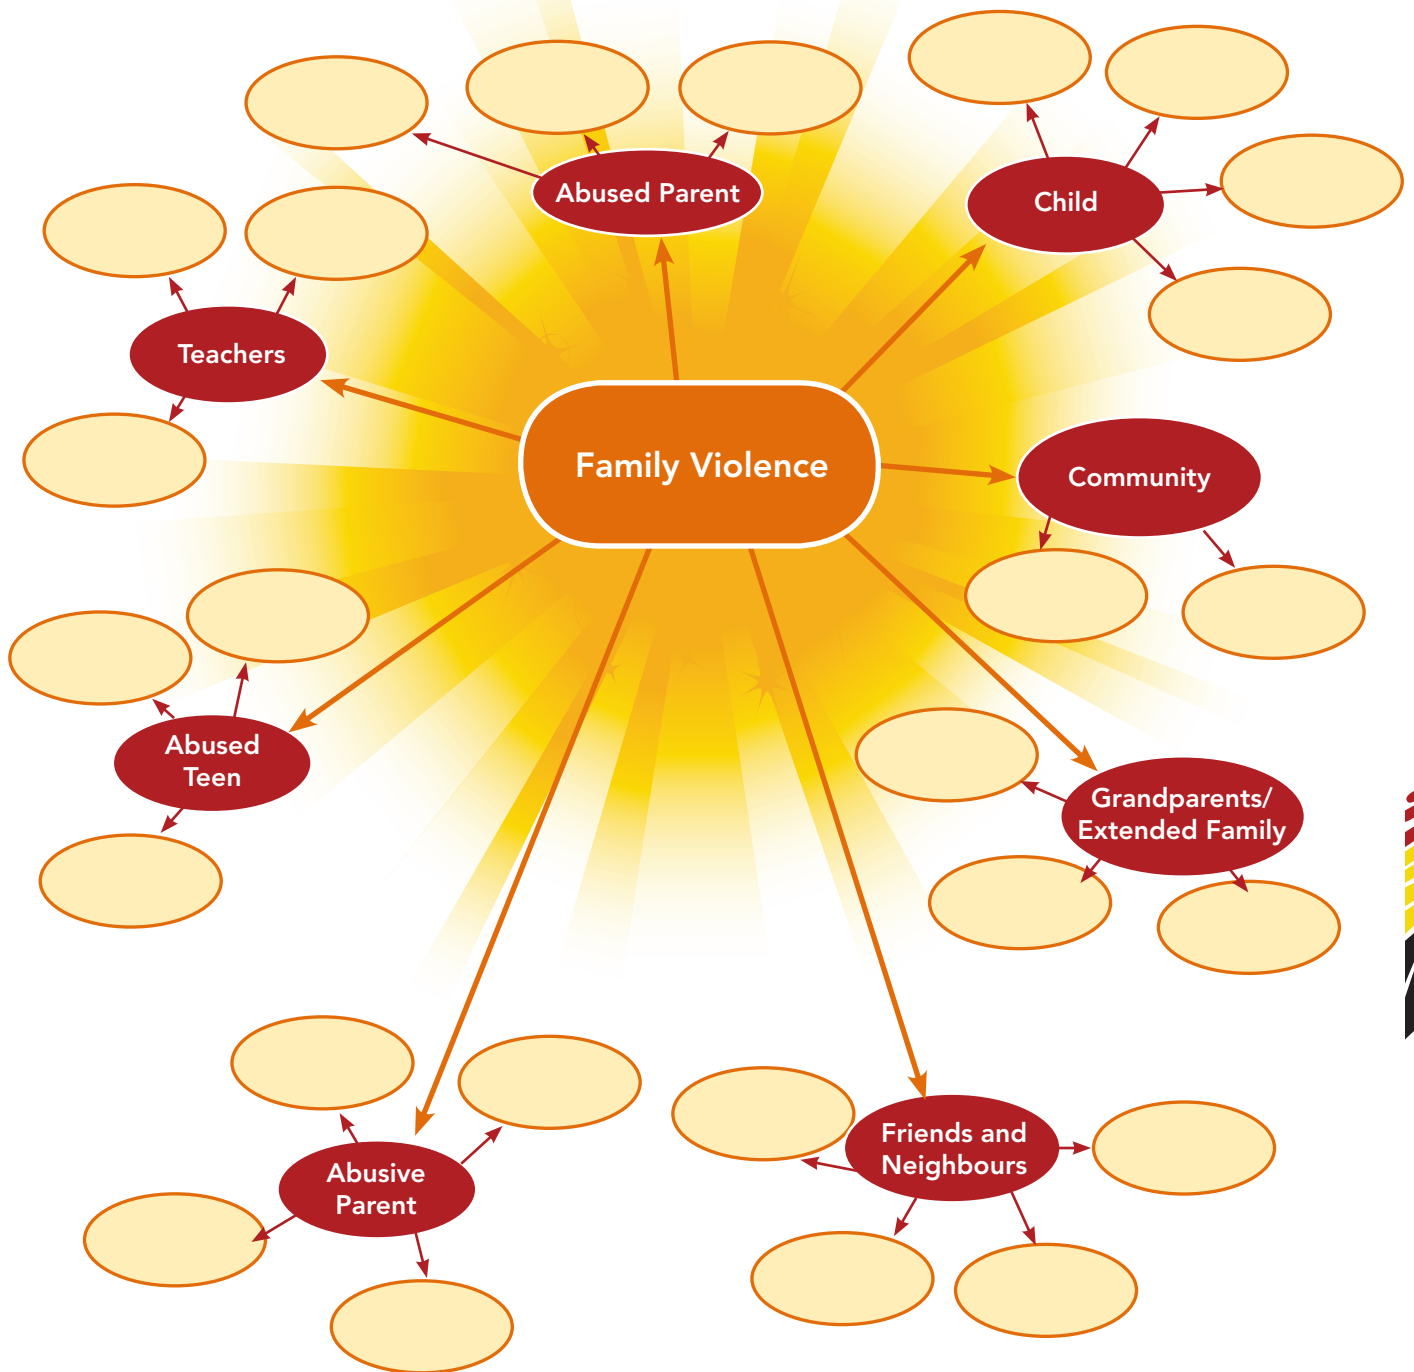 Abused Parent
Child
Teachers
Family Violence
Community
Abused
Teen
Grandparents/
Extended Family
Friends and
Neighbours
Abusive
Parent